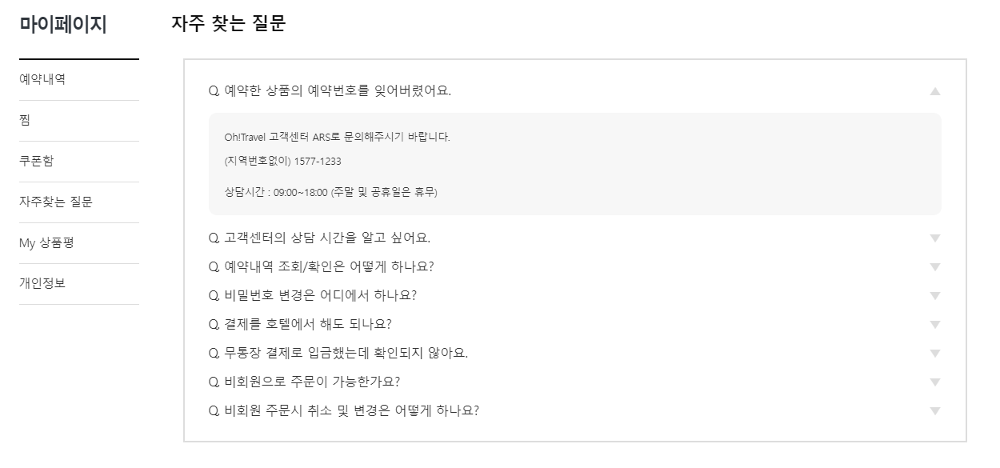 마이페이지
예약내역
찜
쿠폰함
자주찾는 질문
My 상품평
개인정보
자주 찾는 질문
Q. 예약한 상품의 예약번호를 잊어버렸어요.
Oh!Travel 고객센터 ARS로 문의해주시기 바랍니다.
(지역번호없이) 1577-1233
상담시간 : 09:00~18:00 (주말 및 공휴일은 휴무)
Q. 고객센터의 상담 시간을 알고 싶어요.
Q. 예약내역 조회/확인은 어떻게 하나요?
Q. 비밀번호 변경은 어디에서 하나요?
Q. 결제를 호텔에서 해도 되나요?
Q. 무통장 결제로 입금했는데 확인되지 않아요.
Q. 비회원으로 주문이 가능한가요?
Q. 비회원 주문시 취소 및 변경은 어떻게 하나요?